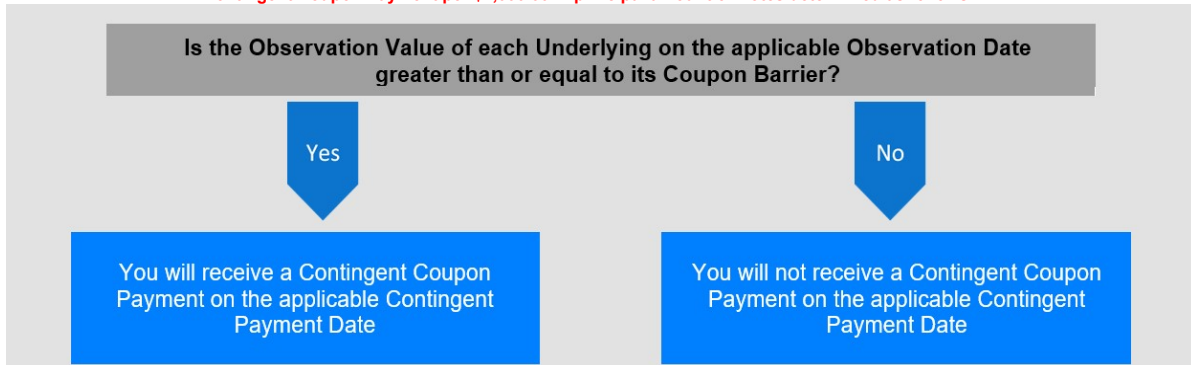 Is the Observation Value of each Underlying on the applicable Observation Date
greater than or equal to its Coupon Barrier?
Yes
No
You will receive a Contingent Coupon
Payment on the applicable Contingent
Payment Date
You will not receive a Contingent Coupon
Payment on the applicable Contingent
Payment Date